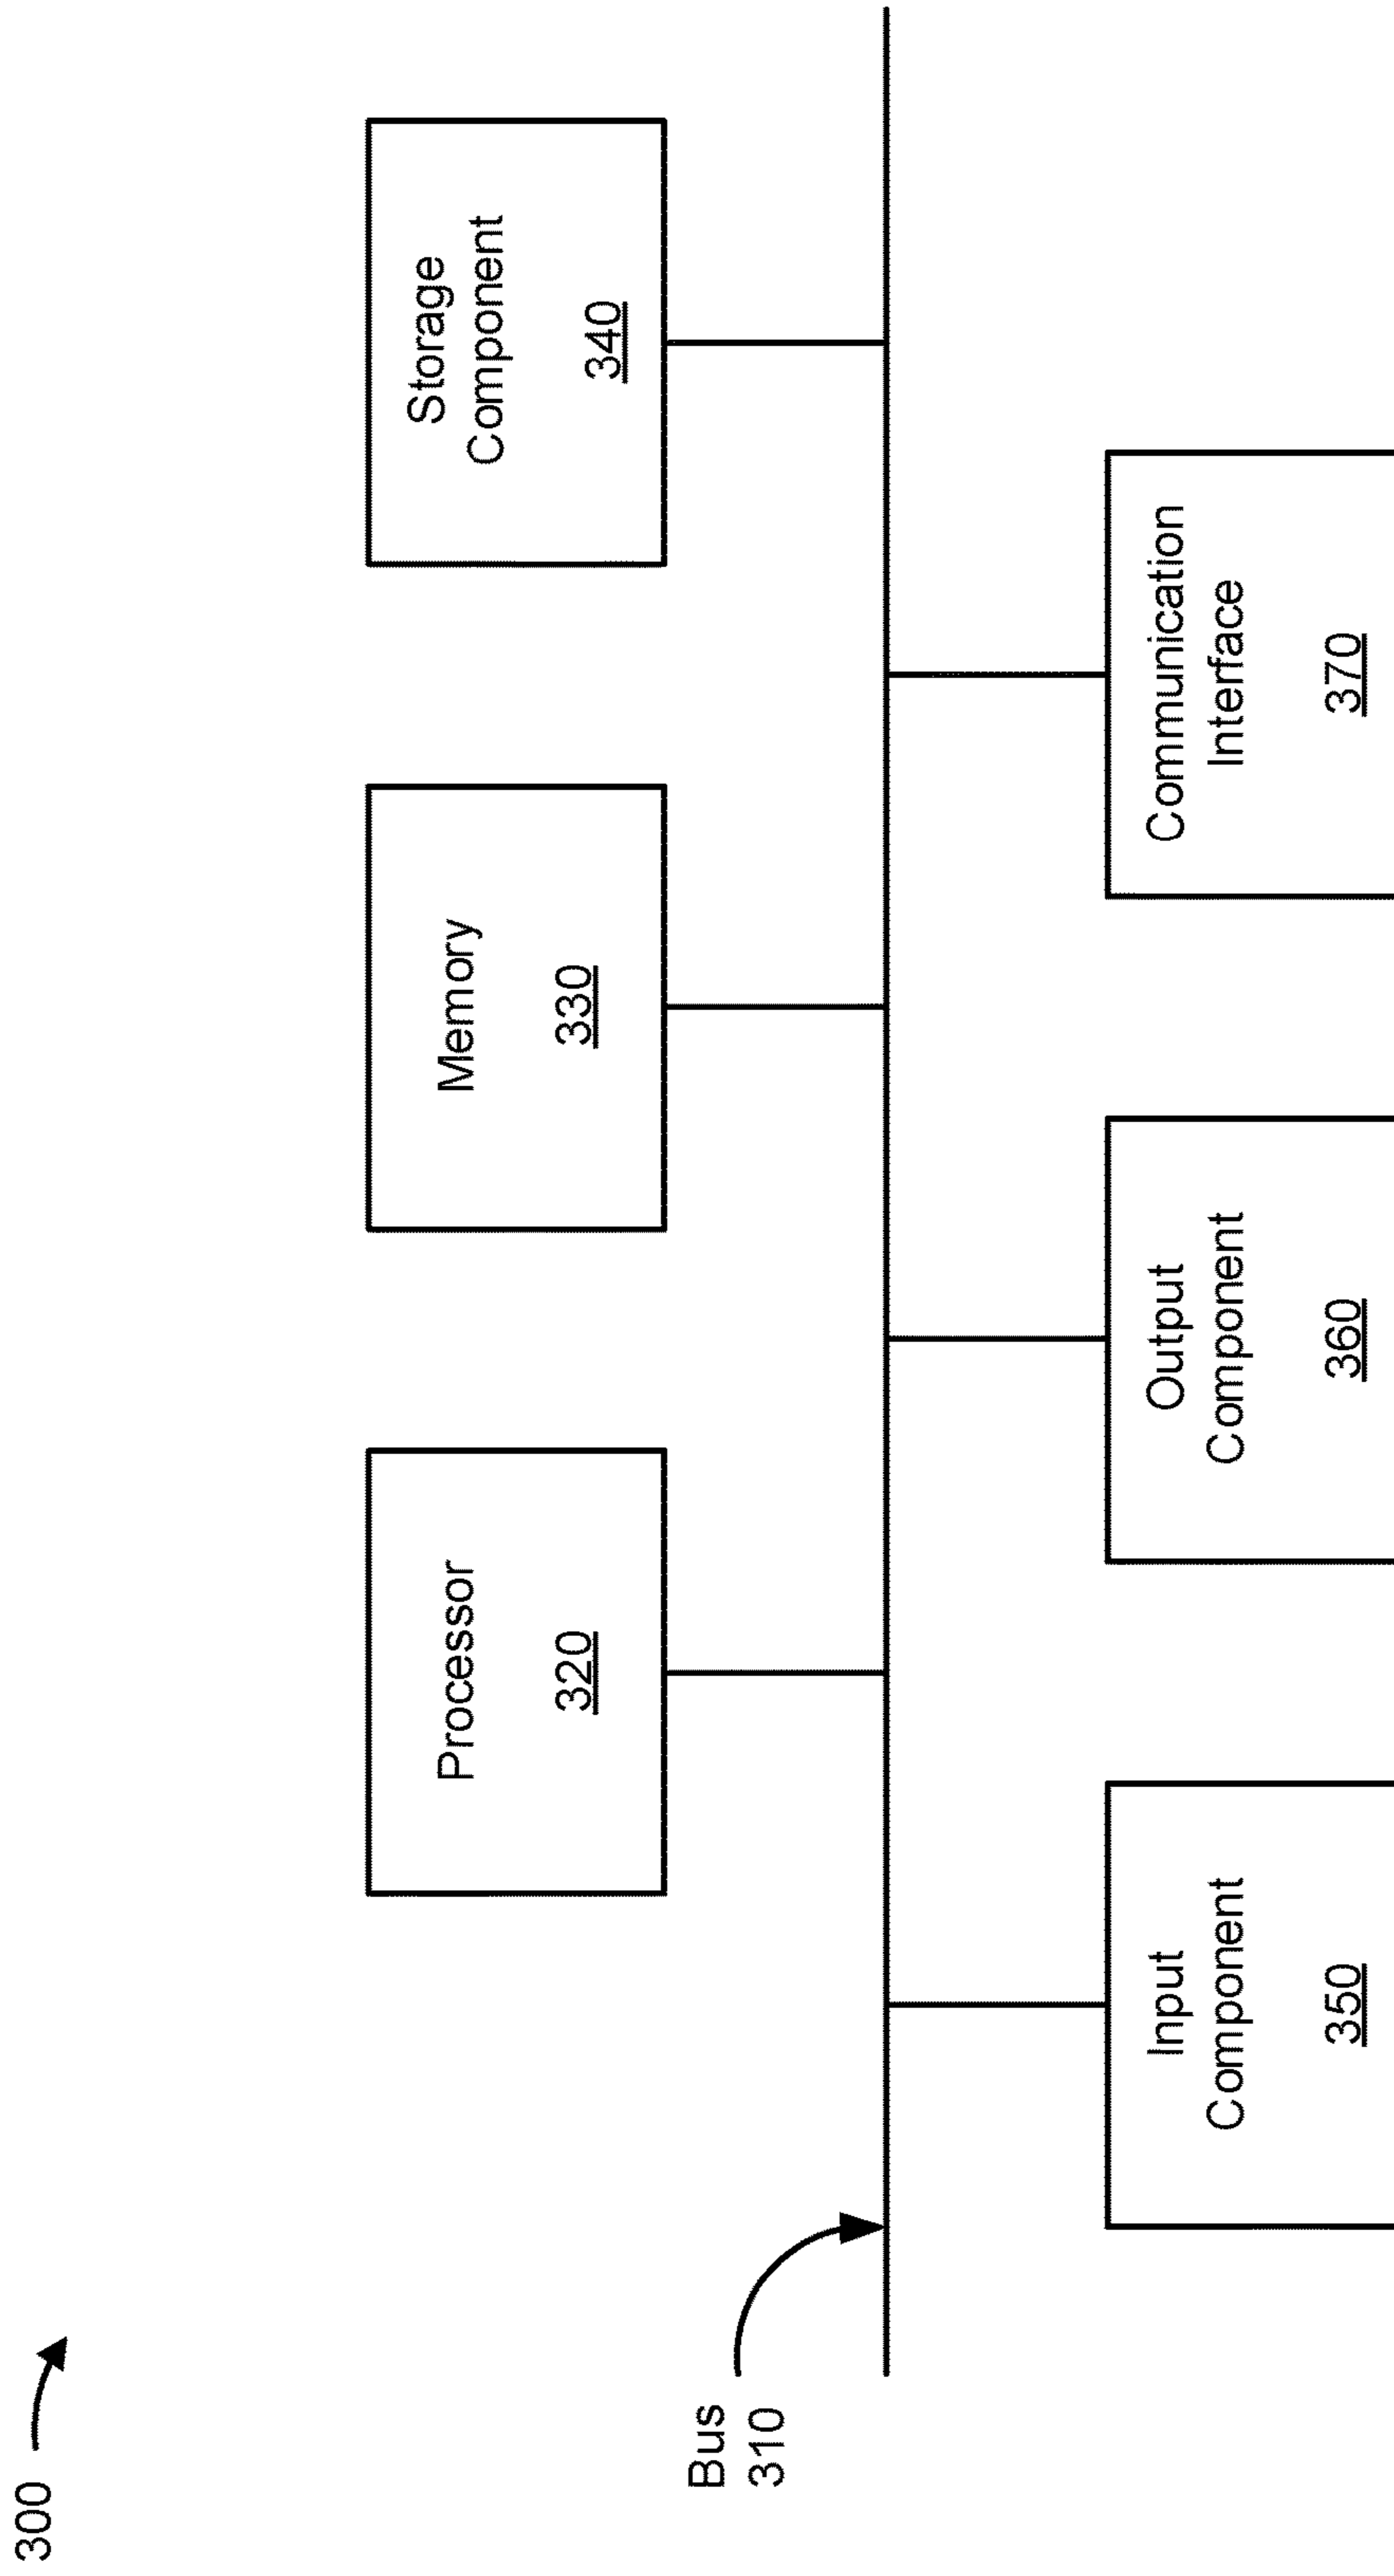 300
Processor
320
Memory
330
Storage
Component
340
Bus
310
Input
Component
350
Output
Component
360
Communication
Interface
370